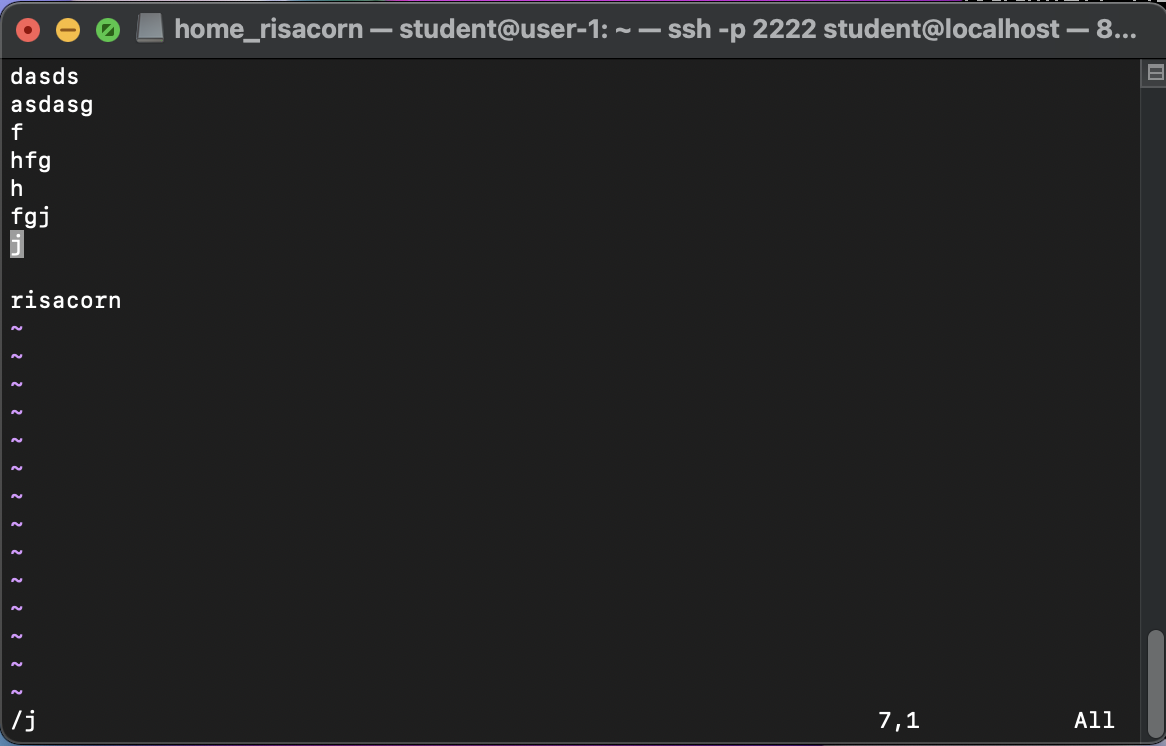 home_risacorn — student@user-1: ~ — ssh -p 2222 student@localhost — 8...
dasds
asdasg
f
hfg
h
fgj
j
risacorn
~
~
~
~
~
~
~
~
~
~
~
~
~
~
/j 7,1 All